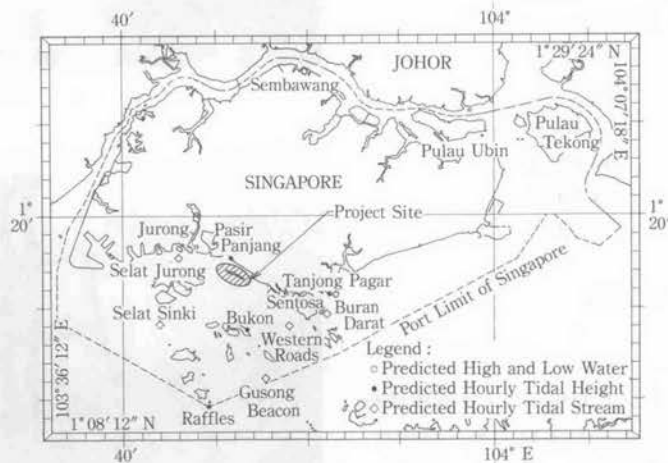 40′
104°
JOHOR
1°29′24″ N
104°07′18″ E
Sembawang
Pulau Ubin
Pulau
Tekong
SINGAPORE
1°
20′
Project Site
1°
20′
Jurong
Pasir
Panjang
Selat Jurong
Tanjong Pagar
Sentosa
Buran
Darat
Port Limit of Singapore
Selat Sinki
Bukon
Western
Roads
103°36′12″ E
Gusong
Beacon
Raffles
1°08′12″ N
Legend :
Predicted High and Low Water
Predicted Hourly Tidal Height
Predicted Hourly Tidal Stream
40′
104° E